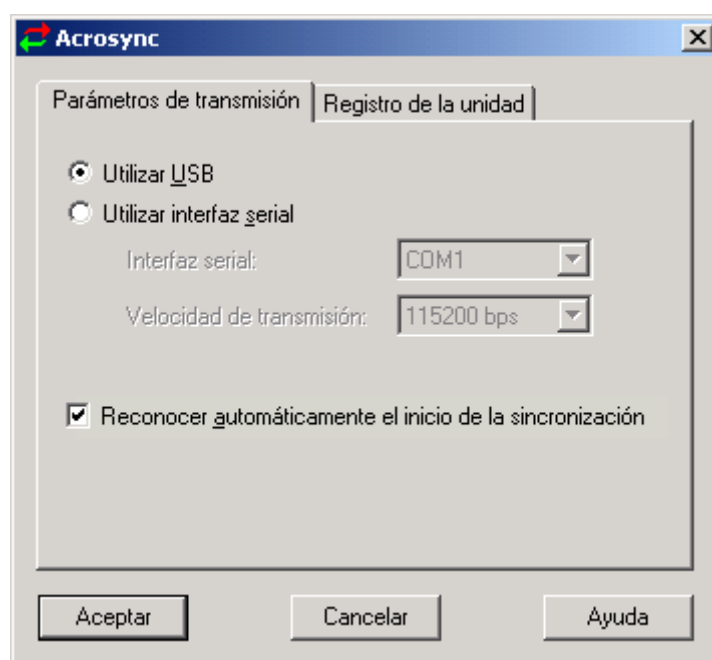 Acrosync
Parámetros de transmisión
Registro de la unidad
Utilizar USB
Utilizar interfaz serial
Interfaz serial:
COM1
Velocidad de transmisión:
115200 bps
Reconocer automáticamente el inicio de la sincronización
Aceptar
Cancelar
Ayuda